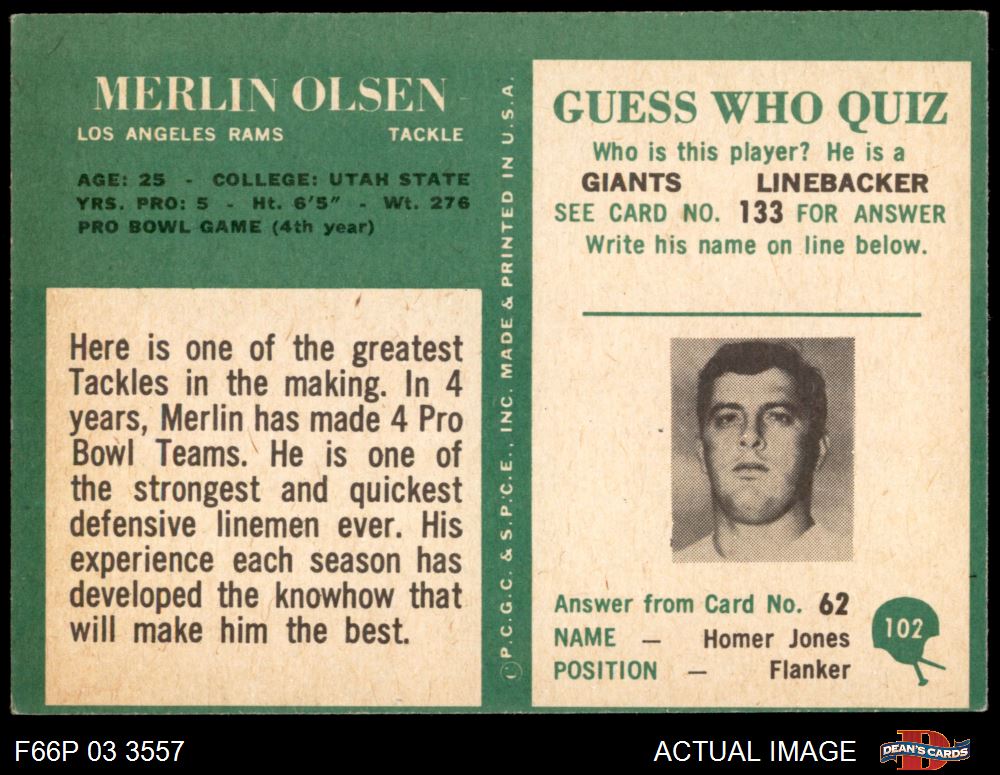 MERLIN OLSEN
LOS ANGELES RAMS TACKLE
AGE: 25 - COLLEGE: UTAH STATE
YRS. PRO: 5 - Ht. 6'5" - Wt. 276
PRO BOWL GAME (4th year)
Here is one of the greatest
Tackles in the making. In 4
years, Merlin has made 4 Pro
Bowl Teams. He is one of
the strongest and quickest
defensive linemen ever. His
experience each season has
developed the knowhow that
will make him the best.
© P.C.G.C. & S.P.C.E., INC. MADE & PRINTED IN U.S.A.
GUESS WHO QUIZ
Who is this player? He is a
GIANTS LINEBACKER
SEE CARD NO. 133 FOR ANSWER
Write his name on line below.
Answer from Card No. 62
NAME — Homer Jones
POSITION — Flanker
102
F66P 03 3557
ACTUAL IMAGE
D
DEAN'S CARDS